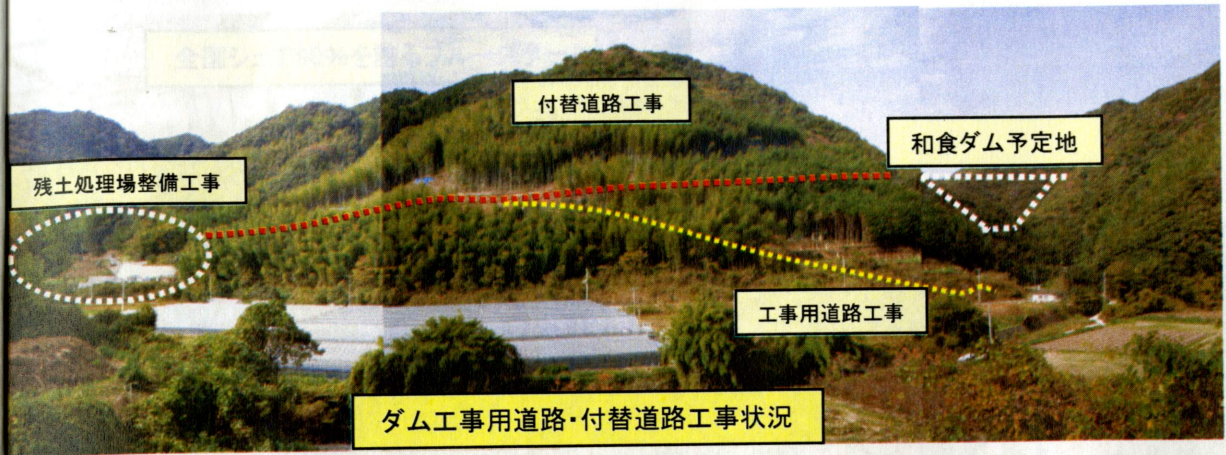 付替道路工事
和食ダム予定地
残土処理場整備工事
工事用道路工事
ダム工事用道路・付替道路工事状況